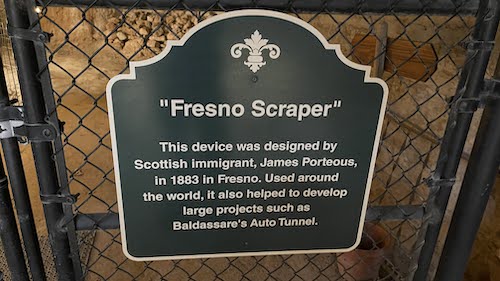 "Fresno Scraper"
This device was designed by
Scottish immigrant, James Porteous,
in 1883 in Fresno. Used around
the world, it also helped to develop
large projects such as
Baldassare's Auto Tunnel.